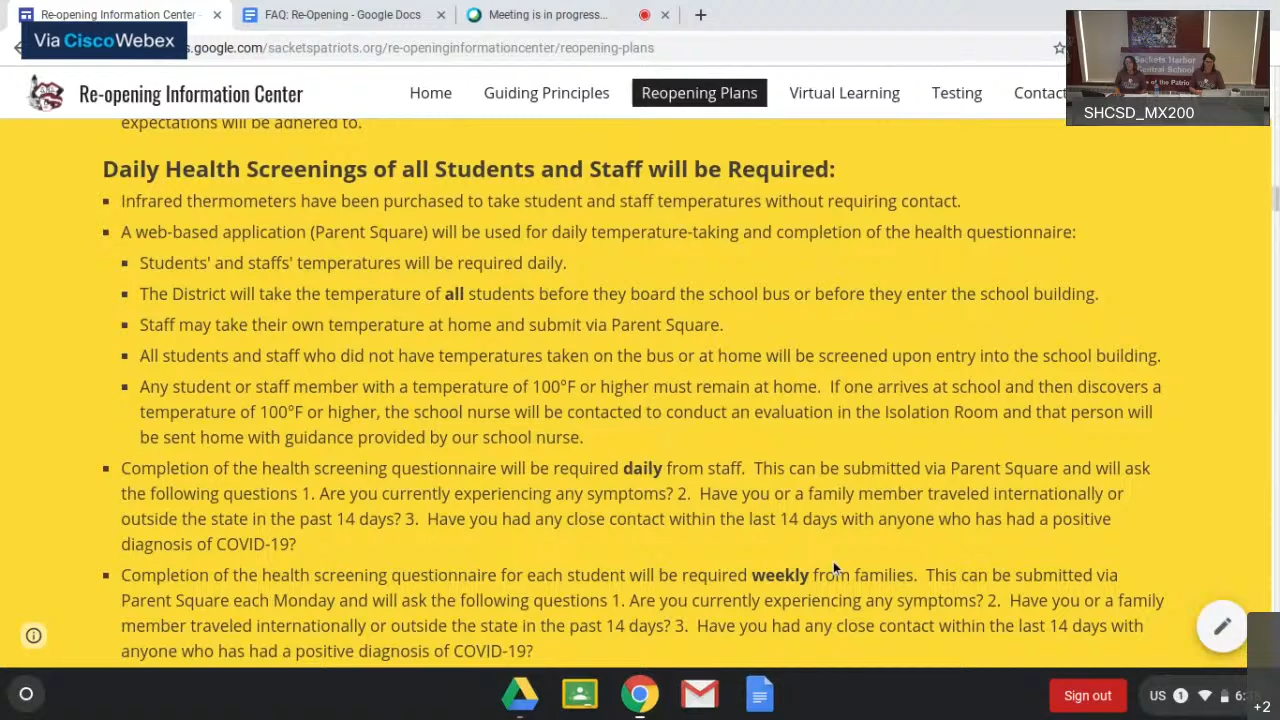 Re-opening Information Center -
FAQ: Re-Opening - Google Docs
Meeting is in progress...
Via Cisco Webex
s.google.com/sacketspatriots.org/re-openinginformationcenter/reopening-plans
Re-opening Information Center
Home
Guiding Principles
Reopening Plans
Virtual Learning
Testing
Contact
Sackets Harbor
Central School
of the Patrio
SHCSD_MX200
expectations will be adhered to.
Daily Health Screenings of all Students and Staff will be Required:
Infrared thermometers have been purchased to take student and staff temperatures without requiring contact.
A web-based application (Parent Square) will be used for daily temperature-taking and completion of the health questionnaire:
Students' and staffs' temperatures will be required daily.
The District will take the temperature of all students before they board the school bus or before they enter the school building.
Staff may take their own temperature at home and submit via Parent Square.
All students and staff who did not have temperatures taken on the bus or at home will be screened upon entry into the school building.
Any student or staff member with a temperature of 100°F or higher must remain at home. If one arrives at school and then discovers a
temperature of 100°F or higher, the school nurse will be contacted to conduct an evaluation in the Isolation Room and that person will
be sent home with guidance provided by our school nurse.
Completion of the health screening questionnaire will be required daily from staff. This can be submitted via Parent Square and will ask
the following questions 1. Are you currently experiencing any symptoms? 2. Have you or a family member traveled internationally or
outside the state in the past 14 days? 3. Have you had any close contact within the last 14 days with anyone who has had a positive
diagnosis of COVID-19?
Completion of the health screening questionnaire for each student will be required weekly from families. This can be submitted via
Parent Square each Monday and will ask the following questions 1. Are you currently experiencing any symptoms? 2. Have you or a family
member traveled internationally or outside the state in the past 14 days? 3. Have you had any close contact within the last 14 days with
anyone who has had a positive diagnosis of COVID-19?
Sign out
US
1
6:
+2